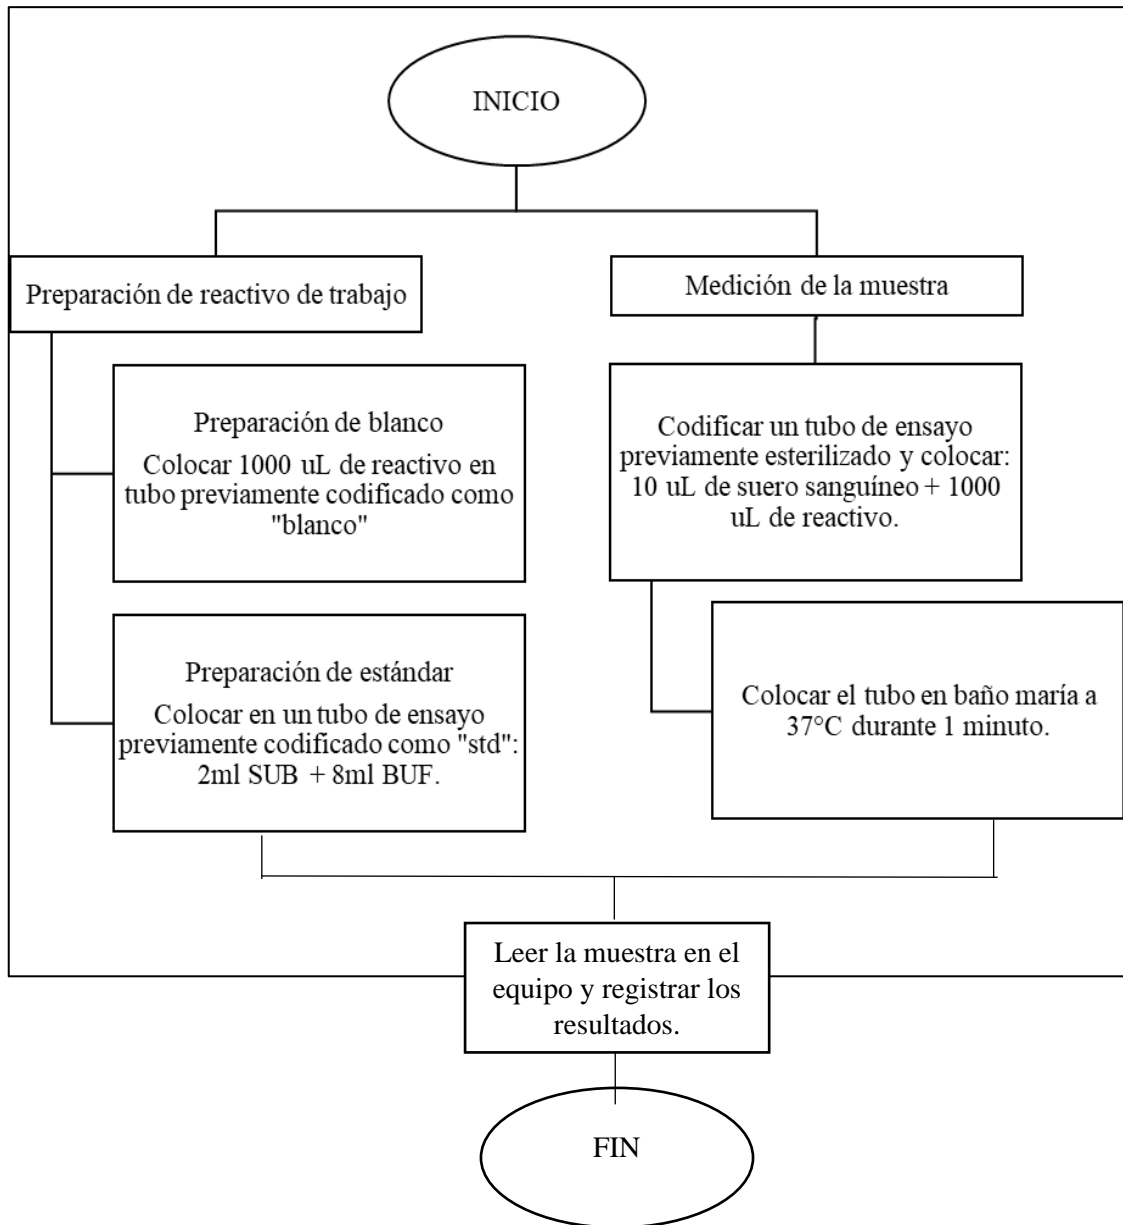 INICIO
Preparación de reactivo de trabajo
Preparación de blanco
Colocar 1000 uL de reactivo en
tubo previamente codificado como
"blanco"
Preparación de estándar
Colocar en un tubo de ensayo
previamente codificado como "std":
2ml SUB + 8ml BUF.
Medición de la muestra
Codificar un tubo de ensayo
previamente esterilizado y colocar:
10 uL de suero sanguíneo + 1000
uL de reactivo.
Colocar el tubo en baño maría a
37°C durante 1 minuto.
Leer la muestra en el
equipo y registrar los
resultados.
FIN